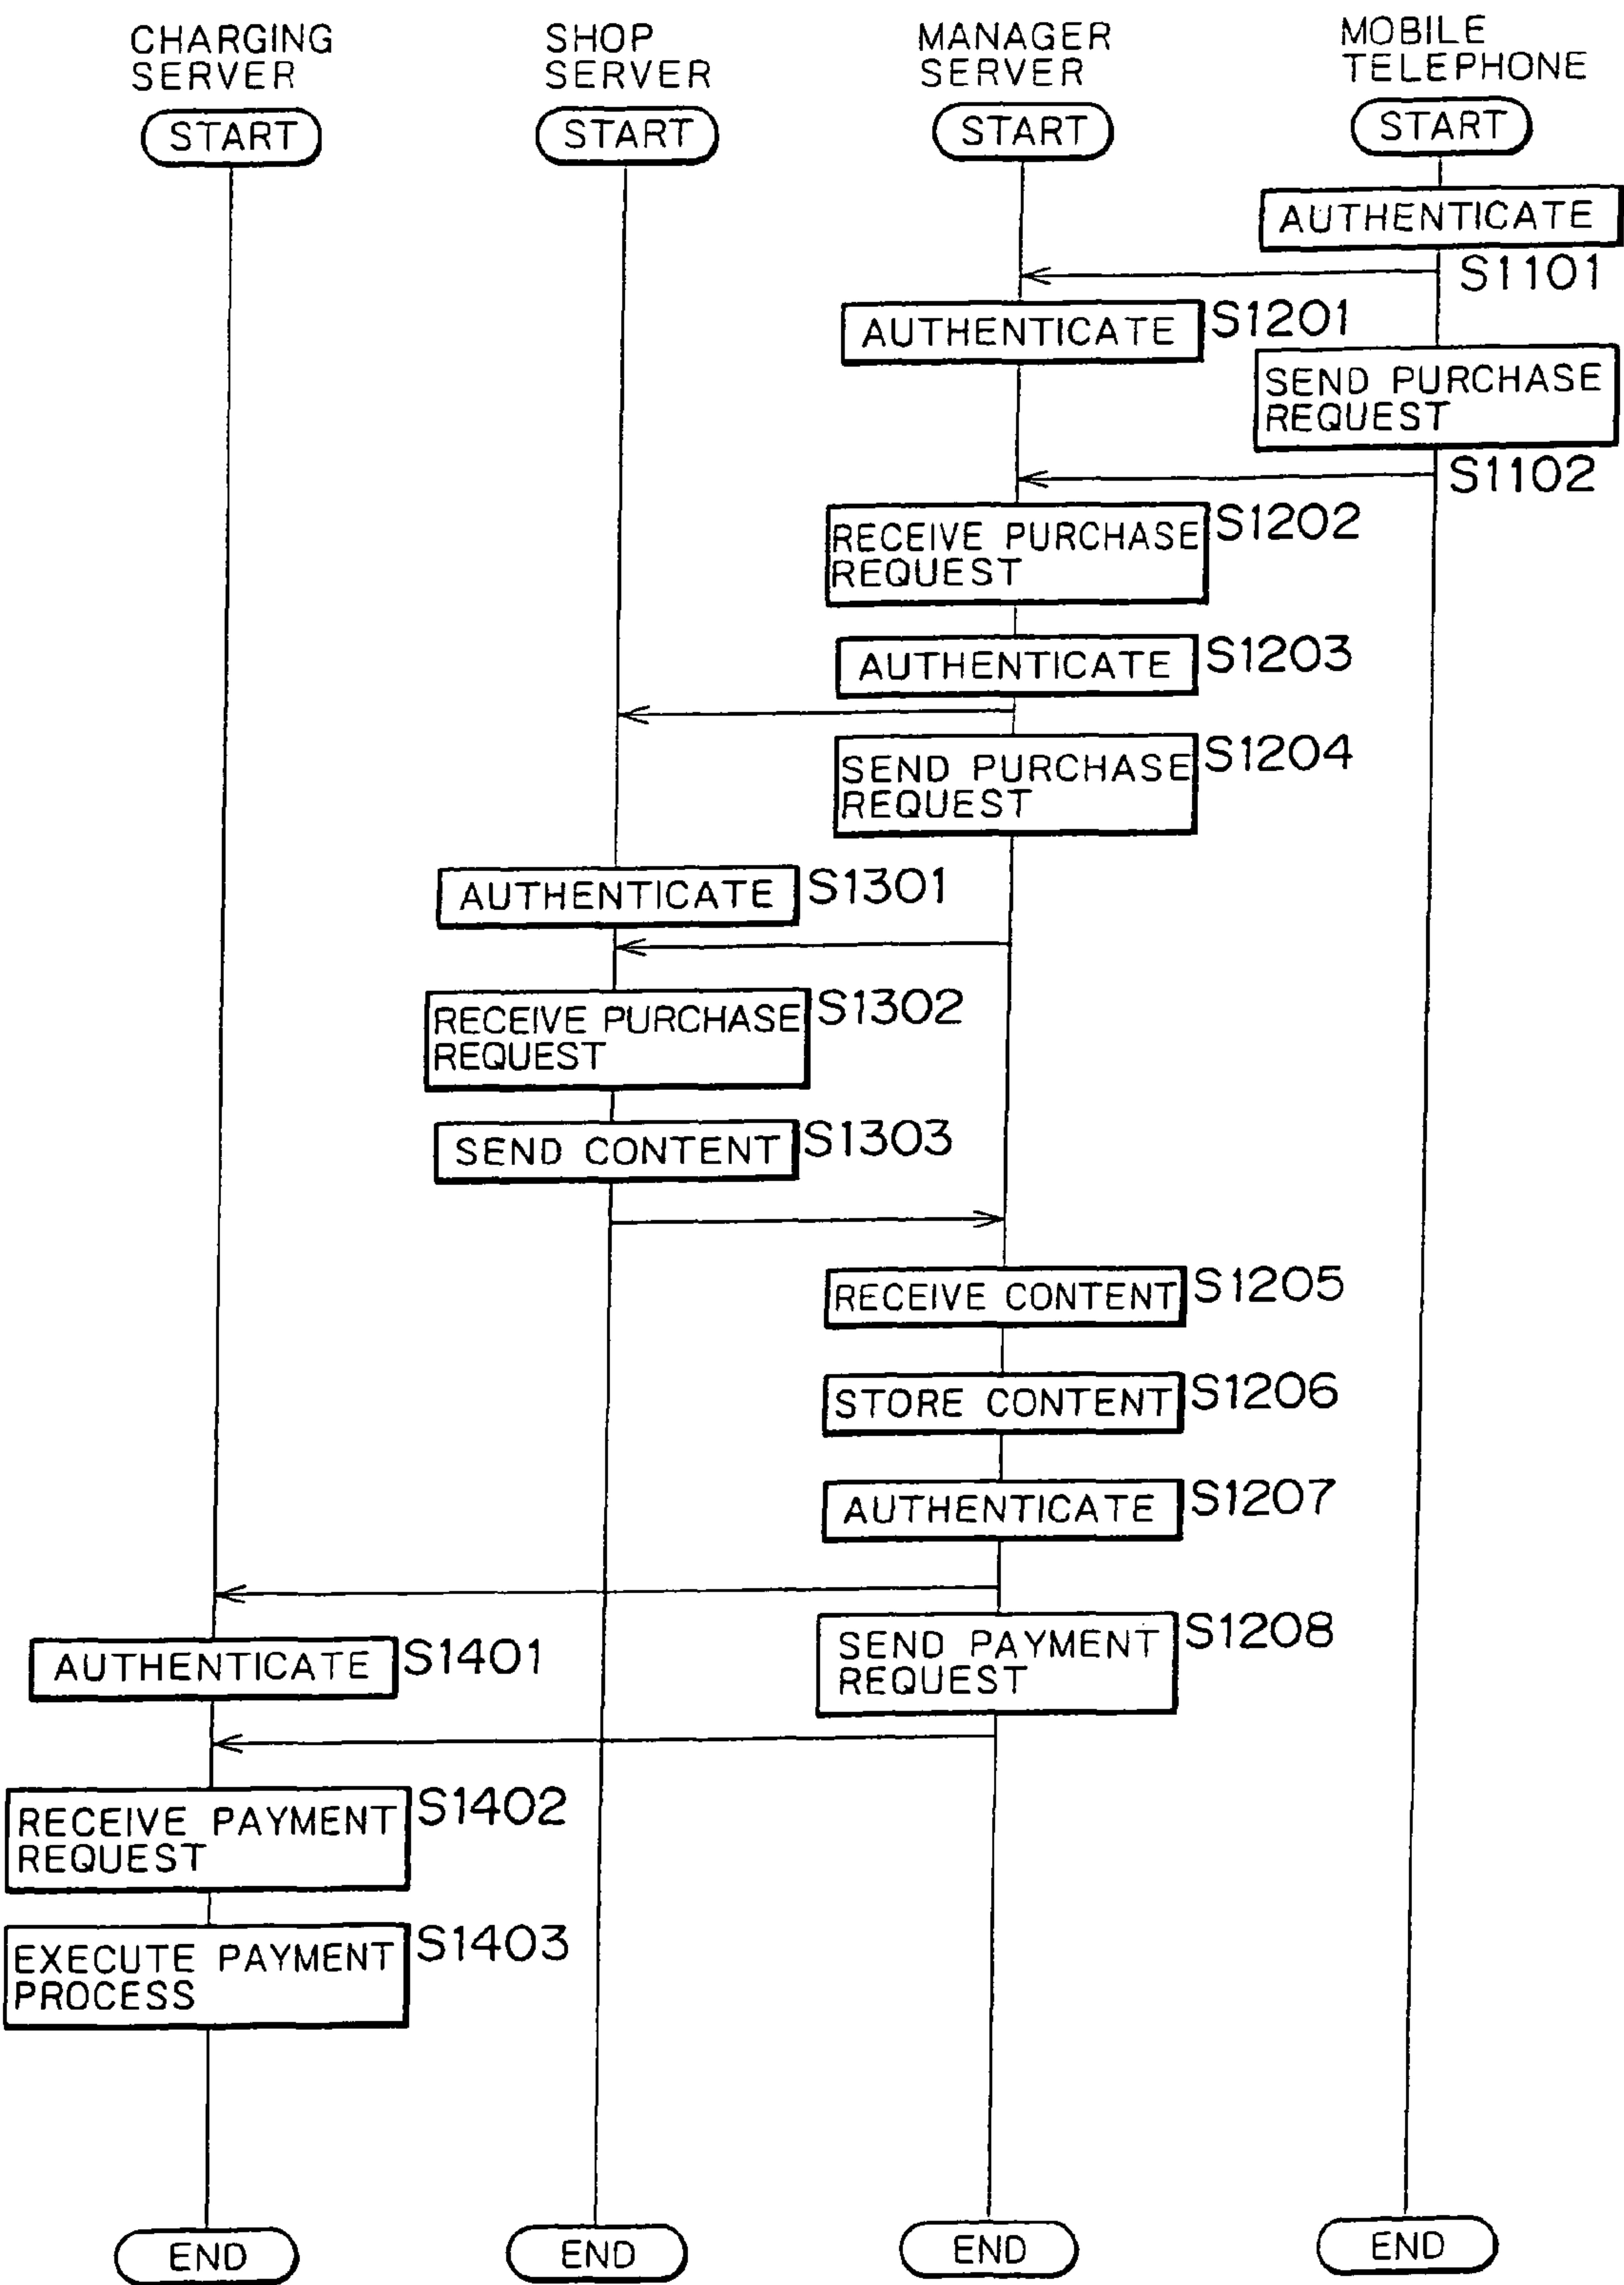 CHARGING
SERVER
SHOP
SERVER
MANAGER
SERVER
MOBILE
TELEPHONE
START
START
START
START
AUTHENTICATE
S1101
AUTHENTICATE
S1201
SEND PURCHASE
REQUEST
S1102
RECEIVE PURCHASE
REQUEST
S1202
AUTHENTICATE
S1203
SEND PURCHASE
REQUEST
S1204
AUTHENTICATE
S1301
RECEIVE PURCHASE
REQUEST
S1302
SEND CONTENT
S1303
RECEIVE CONTENT
S1205
STORE CONTENT
S1206
AUTHENTICATE
S1207
SEND PAYMENT
REQUEST
S1208
AUTHENTICATE
S1401
RECEIVE PAYMENT
REQUEST
S1402
EXECUTE PAYMENT
PROCESS
S1403
END
END
END
END